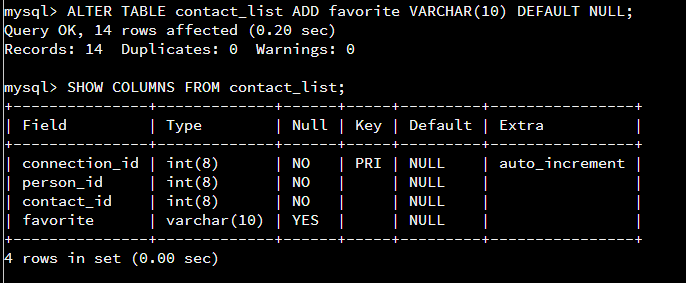 mysql> ALTER TABLE contact_list ADD favorite VARCHAR(10) DEFAULT NULL;
Query OK, 14 rows affected (0.20 sec)
Records: 14  Duplicates: 0  Warnings: 0

mysql> SHOW COLUMNS FROM contact_list;
+---------------+-------------+------+-----+---------+----------------+
| Field         | Type        | Null | Key | Default | Extra          |
+---------------+-------------+------+-----+---------+----------------+
| connection_id | int(8)      | NO   | PRI | NULL    | auto_increment |
| person_id     | int(8)      | NO   |     | NULL    |                |
| contact_id    | int(8)      | NO   |     | NULL    |                |
| favorite      | varchar(10) | YES  |     | NULL    |                |
+---------------+-------------+------+-----+---------+----------------+
4 rows in set (0.00 sec)